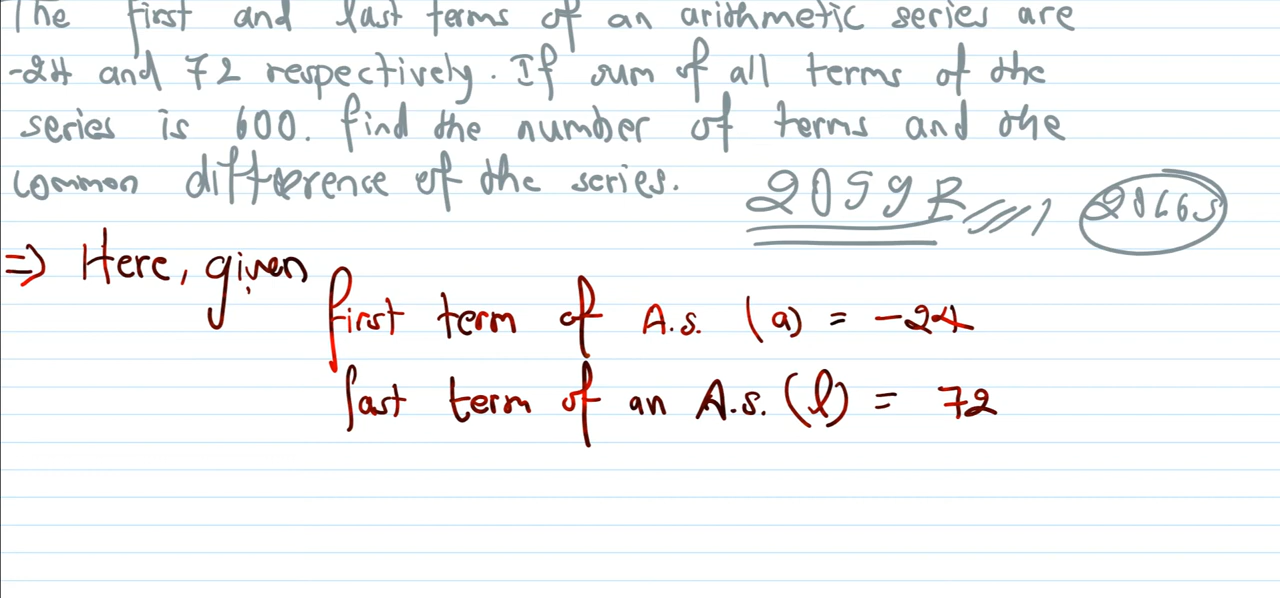 The first and last terms of an arithmetic series are
-24 and 72 respectively. If sum of all terms of the
series is 600. find the number of terms and the
common difference of the series. 2059 R
2066 S
=> Here, given
first term of A.s. (a) = -24
last term of an A.s. (l) = 72